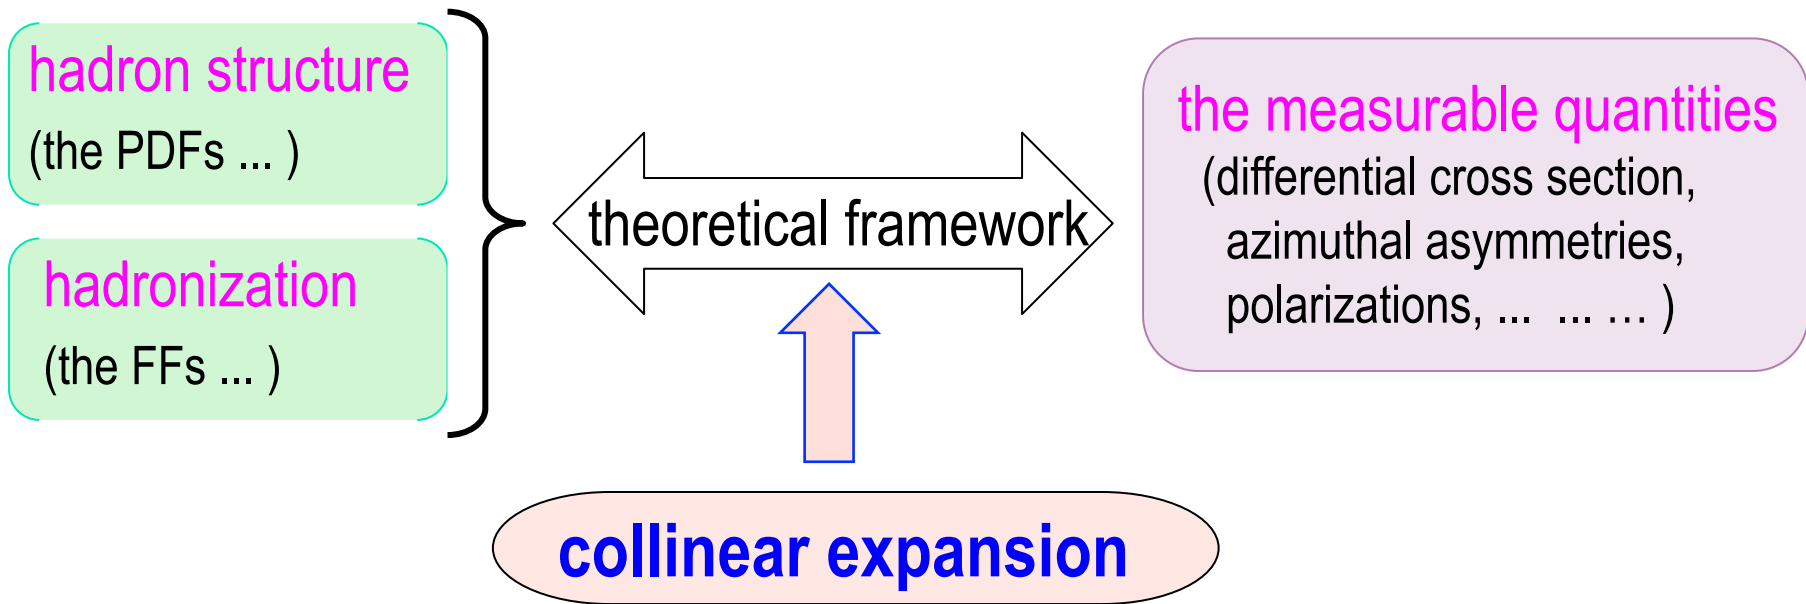 hadron structure
(the PDFs ... )
hadronization
(the FFs ... )
theoretical framework
the measurable quantities
(differential cross section,
azimuthal asymmetries,
polarizations, ... ... ... )
collinear expansion